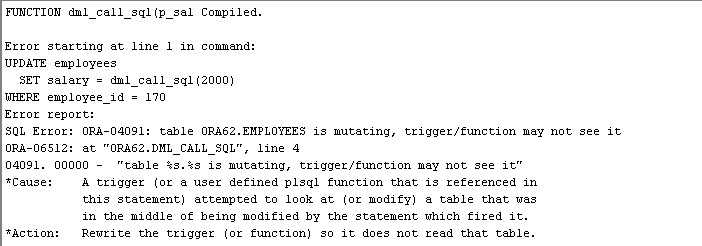 FUNCTION dml_call_sql(p_sal Compiled.
Error starting at line 1 in command:
UPDATE employees
  SET salary = dml_call_sql(2000)
WHERE employee_id = 170
Error report:
SQL Error: ORA-04091: table ORA62.EMPLOYEES is mutating, trigger/function may not see it
ORA-06512: at "ORA62.DML_CALL_SQL", line 4
04091. 00000 -  "table %s.%s is mutating, trigger/function may not see it"
*Cause:    A trigger (or a user defined plsql function that is referenced in
           this statement) attempted to look at (or modify) a table that was
           in the middle of being modified by the statement which fired it.
*Action:   Rewrite the trigger (or function) so it does not read that table.